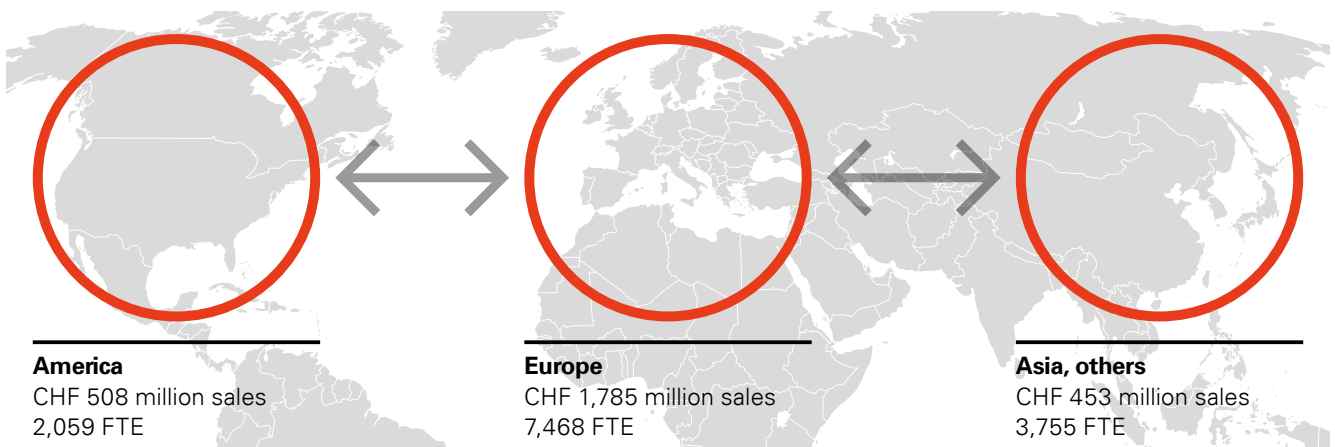 America
CHF 508 million sales
2,059 FTE
Europe
CHF 1,785 million sales
7,468 FTE
Asia, others
CHF 453 million sales
3,755 FTE